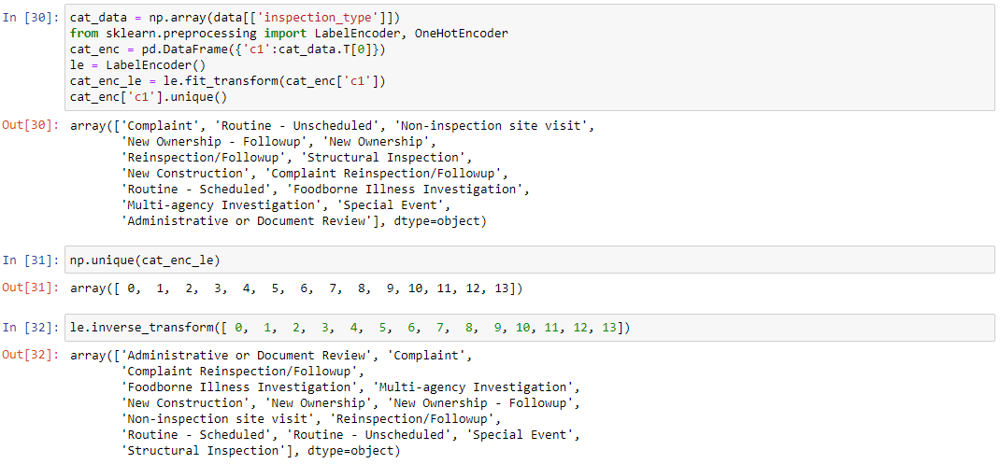 In [30]: cat_data = np.array(data[['inspection_type']])
from sklearn.preprocessing import LabelEncoder, OneHotEncoder
cat_enc = pd.DataFrame({'c1':cat_data.T[0]})
le = LabelEncoder()
cat_enc_le = le.fit_transform(cat_enc['c1'])
cat_enc['c1'].unique()
Out[30]: array(['Complaint', 'Routine - Unscheduled', 'Non-inspection site visit',
'New Ownership - Followup', 'New Ownership',
'Reinspection/Followup', 'Structural Inspection',
'New Construction', 'Complaint Reinspection/Followup',
'Routine - Scheduled', 'Foodborne Illness Investigation',
'Multi-agency Investigation', 'Special Event',
'Administrative or Document Review'], dtype=object)
In [31]: np.unique(cat_enc_le)
Out[31]: array([ 0,  1,  2,  3,  4,  5,  6,  7,  8,  9, 10, 11, 12, 13])
In [32]: le.inverse_transform([ 0,  1,  2,  3,  4,  5,  6,  7,  8,  9, 10, 11, 12, 13])
Out[32]: array(['Administrative or Document Review', 'Complaint',
'Complaint Reinspection/Followup',
'Foodborne Illness Investigation', 'Multi-agency Investigation',
'New Construction', 'New Ownership', 'New Ownership - Followup',
'Non-inspection site visit', 'Reinspection/Followup',
'Routine - Scheduled', 'Routine - Unscheduled', 'Special Event',
'Structural Inspection'], dtype=object)